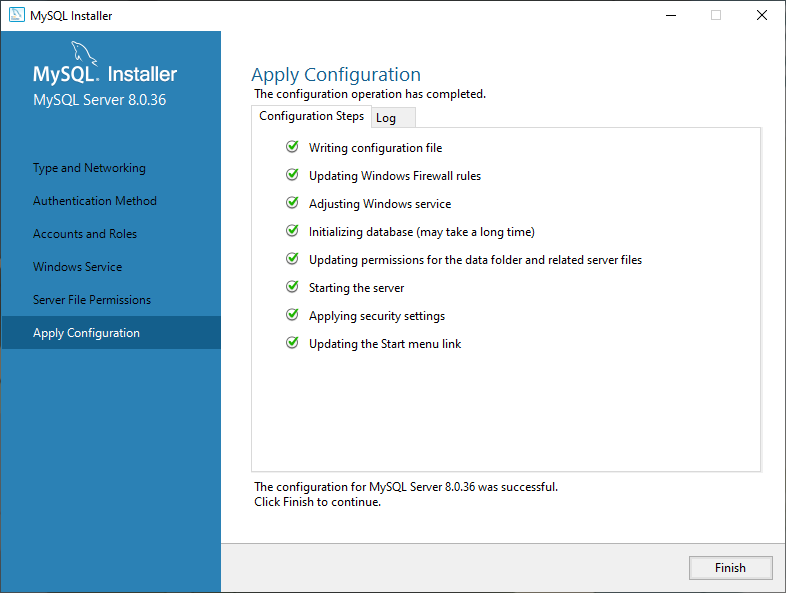 MySQL Installer
MySQL. Installer
MySQL Server 8.0.36
Type and Networking
Authentication Method
Accounts and Roles
Windows Service
Server File Permissions
Apply Configuration
Apply Configuration
The configuration operation has completed.
Configuration Steps
Log
Writing configuration file
Updating Windows Firewall rules
Adjusting Windows service
Initializing database (may take a long time)
Updating permissions for the data folder and related server files
Starting the server
Applying security settings
Updating the Start menu link
The configuration for MySQL Server 8.0.36 was successful.
Click Finish to continue.
Finish